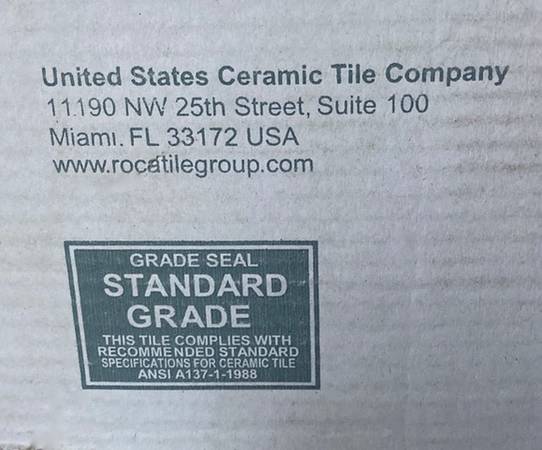 United States Ceramic Tile Company
11190 NW 25th Street, Suite 100
Miami. FL 33172 USA
www.rocatilegroup.com
GRADE SEAL
STANDARD
GRADE
THIS TILE COMPLIES WITH
RECOMMENDED STANDARD
SPECIFICATIONS FOR CERAMIC TILE
ANSI A137-1-1988